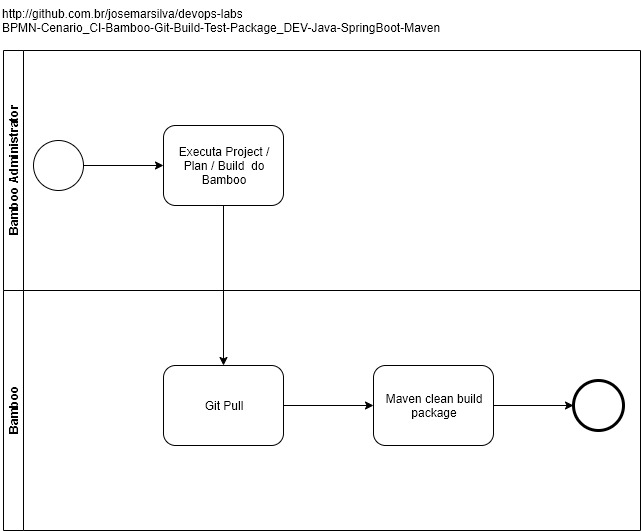 http://github.com.br/josemarsilva/devops-labs
BPMN-Cenario_CI-Bamboo-Git-Build-Test-Package_DEV-Java-SpringBoot-Maven
Bamboo Administrator
Executa Project /
Plan / Build do
Bamboo
Bamboo
Git Pull
Maven clean build
package